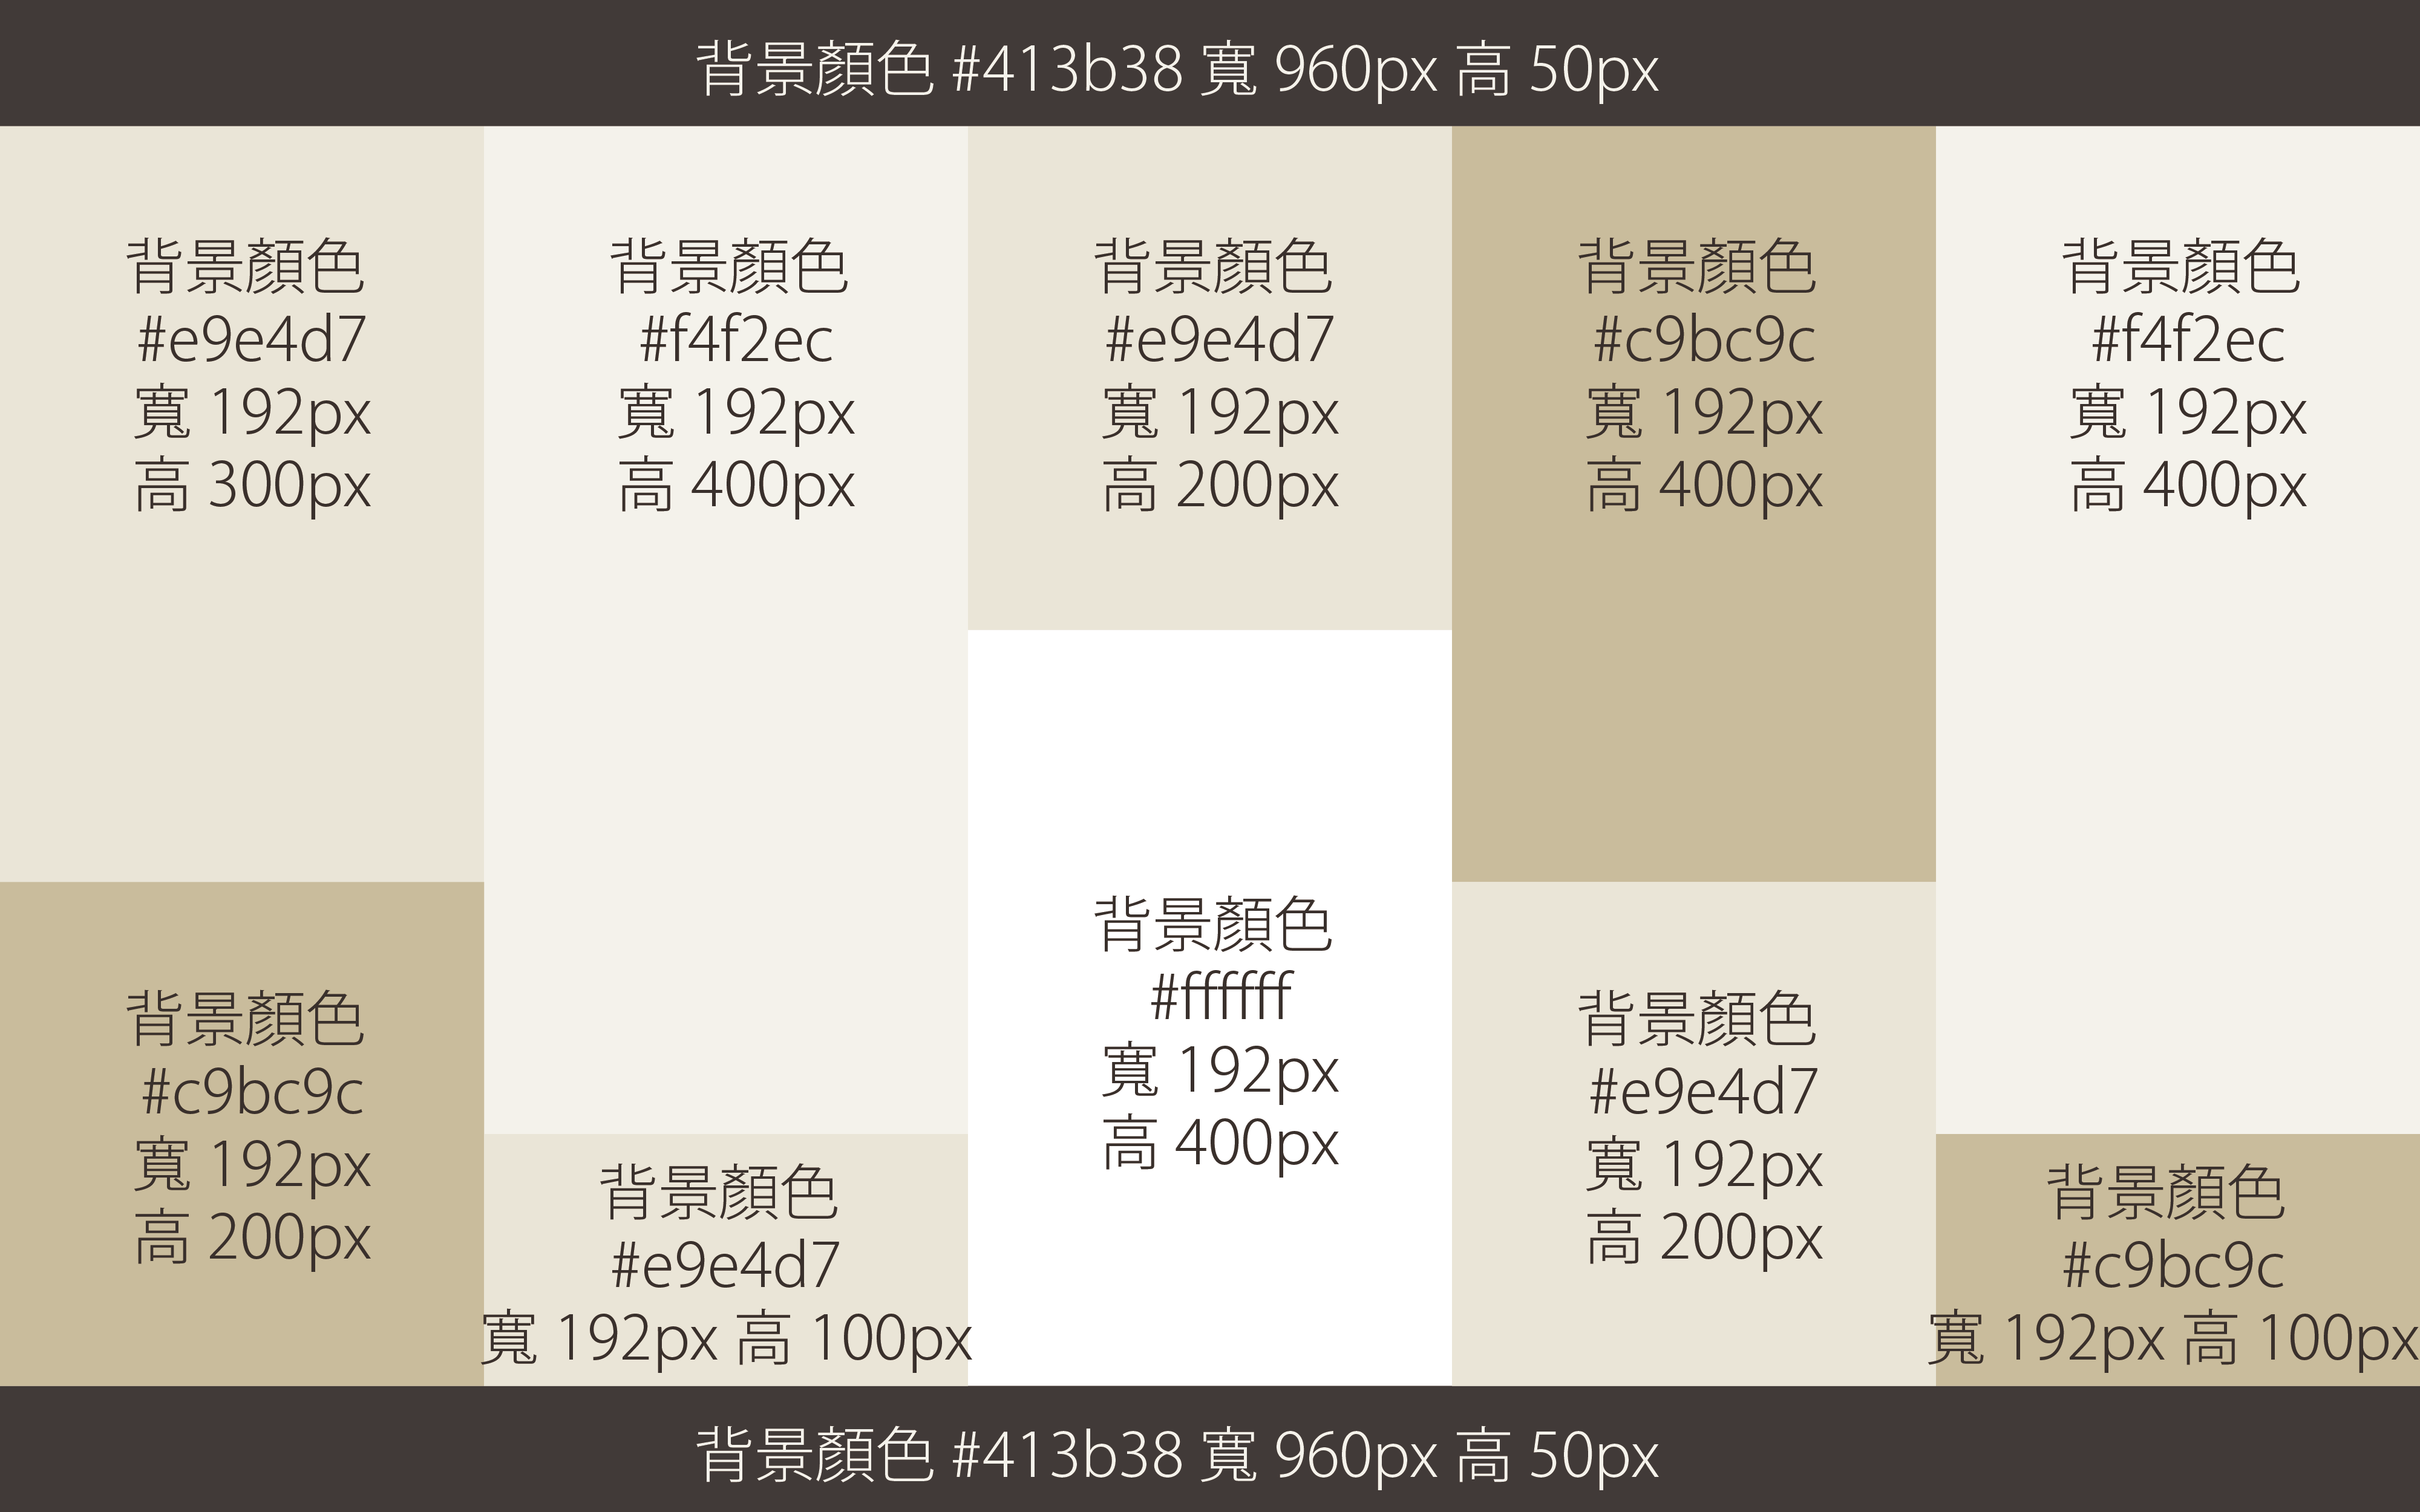 背景顏色 #413b38 寬 960px 高 50px
背景顏色
#e9e4d7
寬 192px
高 300px
背景顏色
#f4f2ec
寬 192px
高 400px
背景顏色
#e9e4d7
寬 192px
高 200px
背景顏色
#c9bc9c
寬 192px
高 400px
背景顏色
#f4f2ec
寬 192px
高 400px
背景顏色
#c9bc9c
寬 192px
高 200px
背景顏色
#e9e4d7
寬 192px 高 100px
背景顏色
#ffffff
寬 192px
高 400px
背景顏色
#e9e4d7
寬 192px
高 200px
背景顏色
#c9bc9c
寬 192px 高 100px
背景顏色 #413b38 寬 960px 高 50px